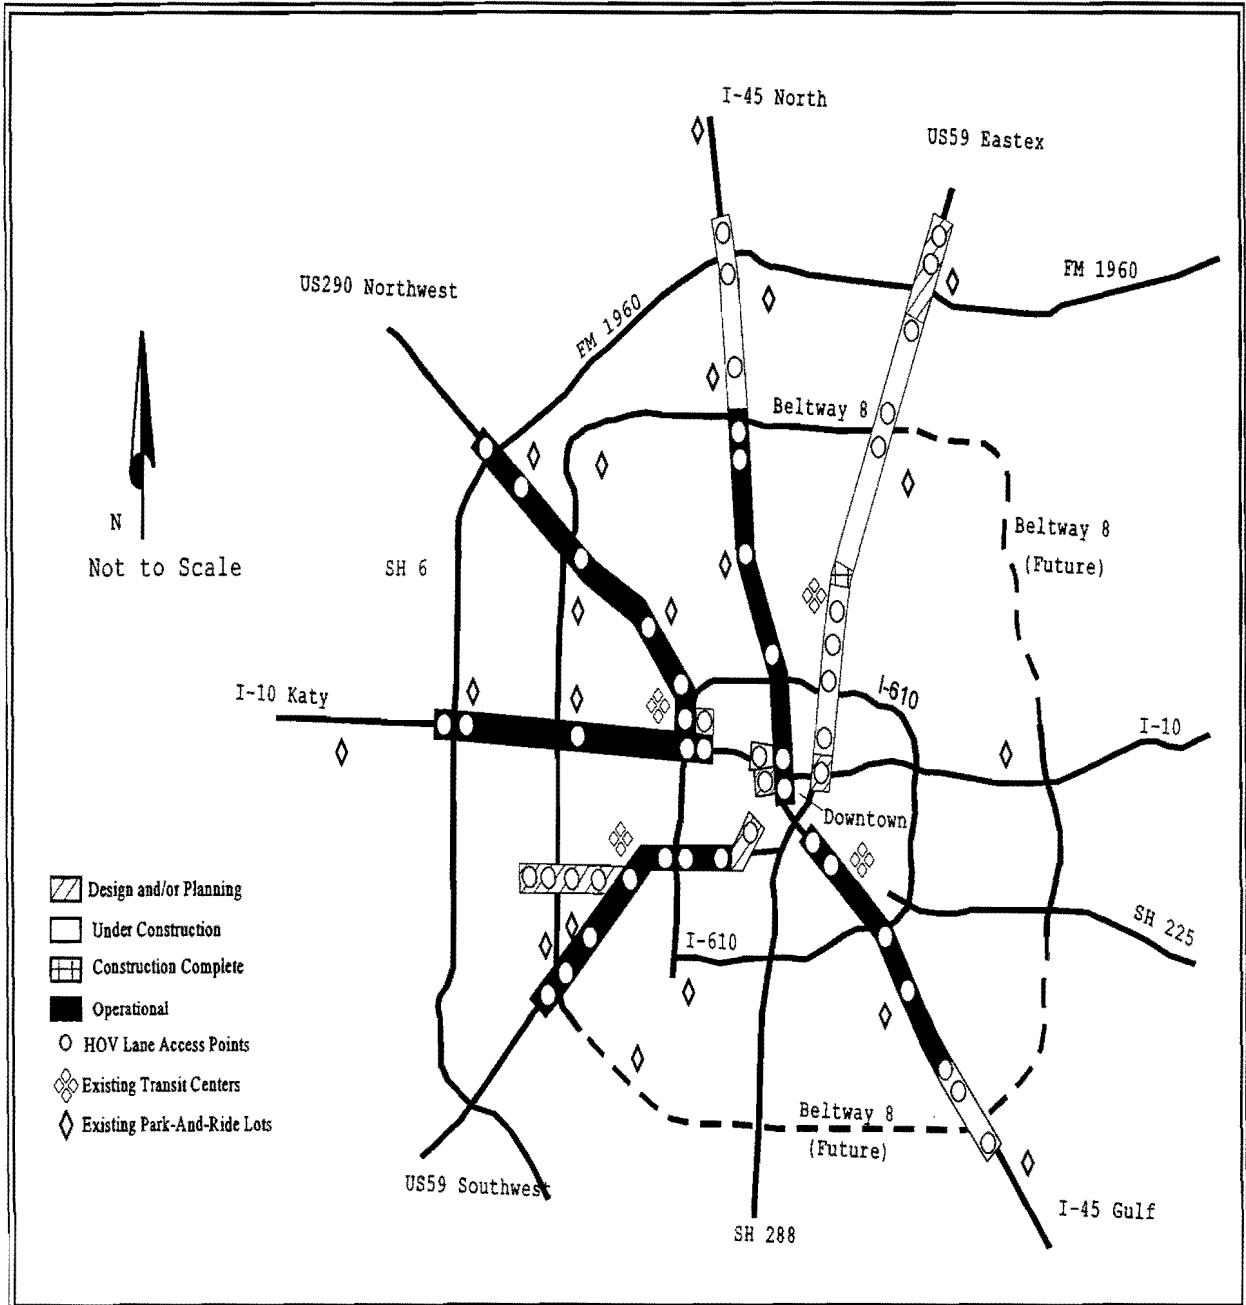 I-45 North
US59 Eastex
FM 1960
US290 Northwest
FM 1960
Beltway 8
N
Not to Scale
SH 6
Beltway 8
(Future)
I-10 Katy
I-610
I-10
Downtown
Design and/or Planning
Under Construction
Construction Complete
Operational
HOV Lane Access Points
Existing Transit Centers
Existing Park-And-Ride Lots
I-610
SH 225
Beltway 8
(Future)
US59 Southwest
SH 288
I-45 Gulf